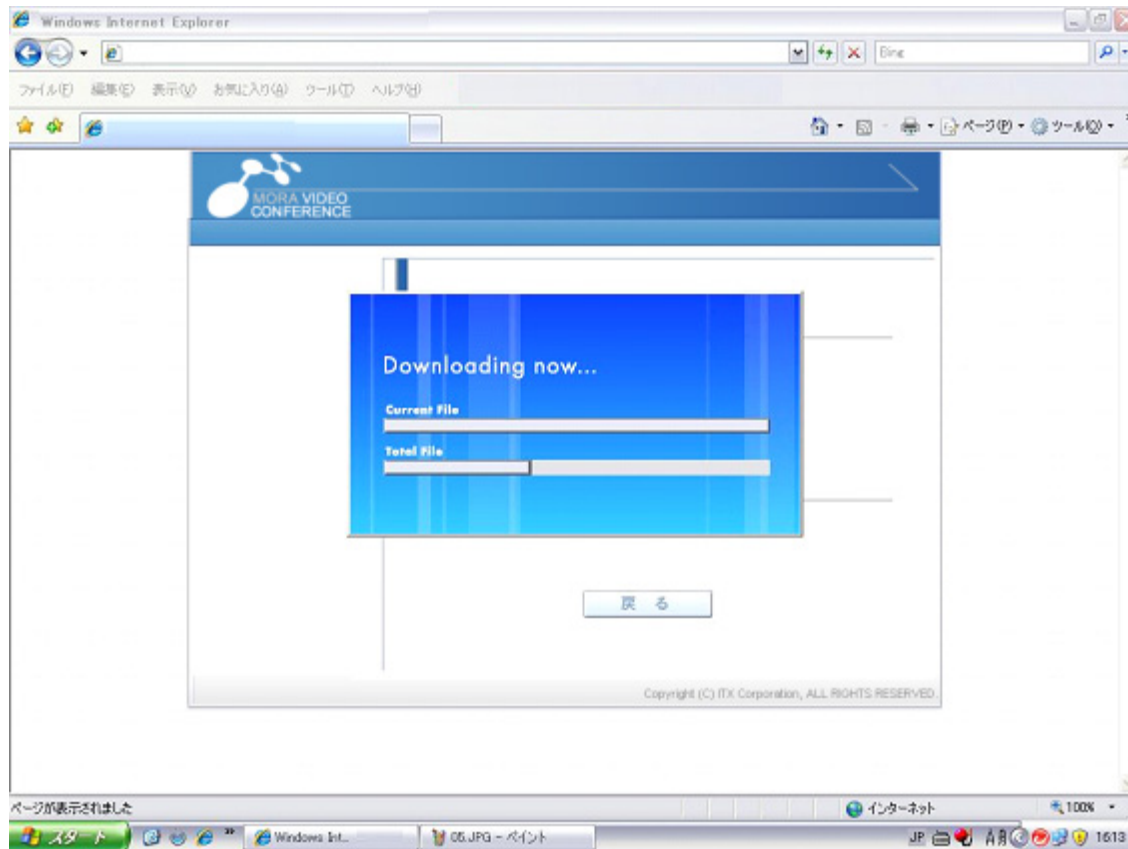 Windows Internet Explorer
Bing
ファイル(F) 編集(E) 表示(V) お気に入り(A) ツール(T) ヘルプ(H)
ページ(P) ツール(O)
MORA VIDEO
CONFERENCE
Downloading now...
Current File
Total File
戻 る
Copyright (C) ITX Corporation, ALL RIGHTS RESERVED.
ページが表示されました
インターネット
100%
スタート
Windows Int...
05.JPG - ペイント
JP
A般
16:13